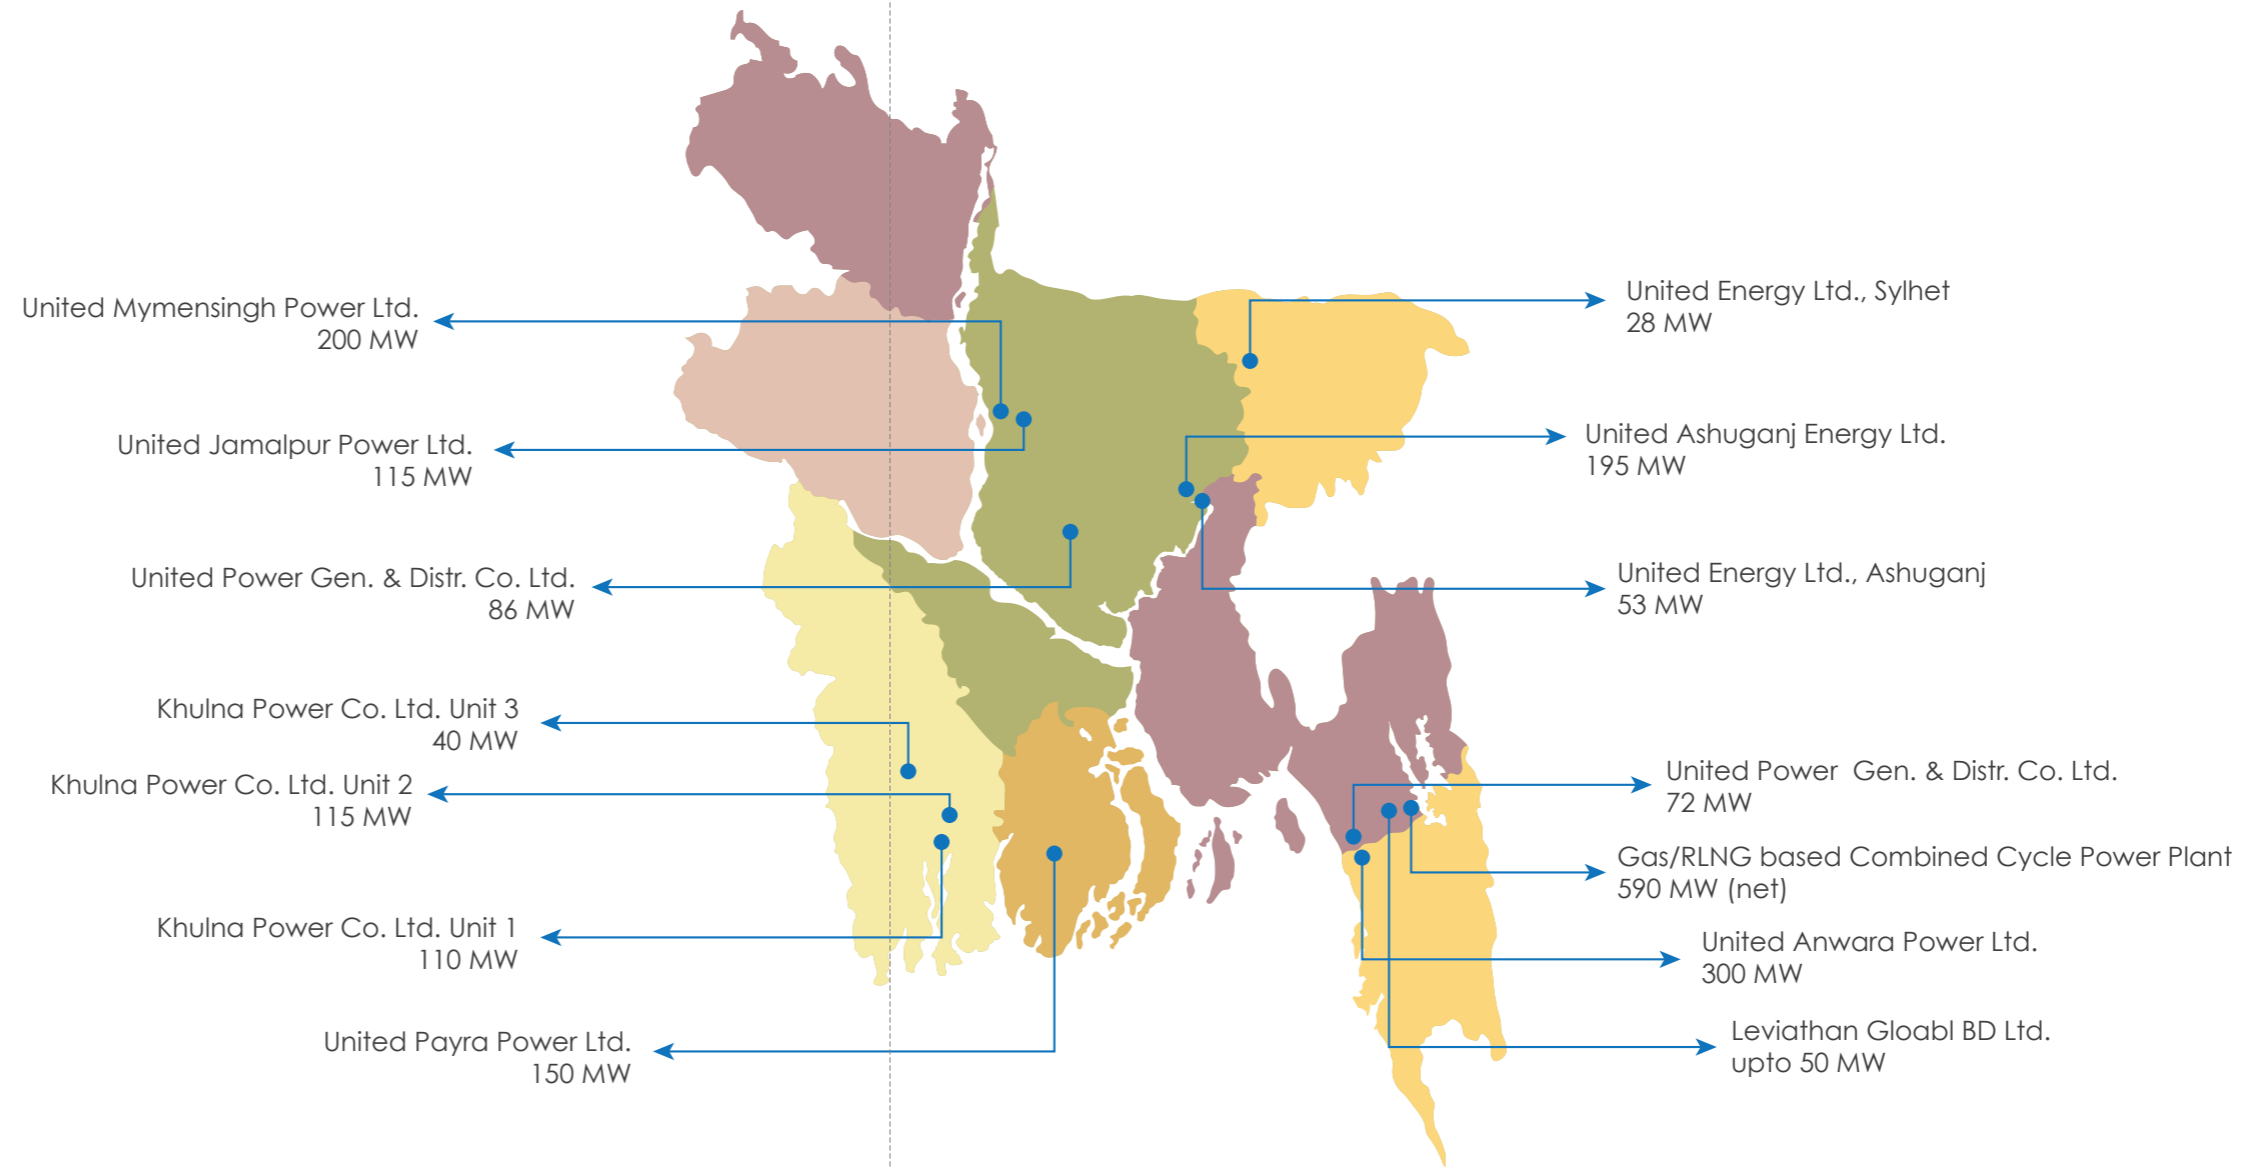 United Mymensingh Power Ltd.
200 MW
United Jamalpur Power Ltd.
115 MW
United Power Gen. & Distr. Co. Ltd.
86 MW
Khulna Power Co. Ltd. Unit 3
40 MW
Khulna Power Co. Ltd. Unit 2
115 MW
Khulna Power Co. Ltd. Unit 1
110 MW
United Payra Power Ltd.
150 MW
United Energy Ltd., Sylhet
28 MW
United Ashuganj Energy Ltd.
195 MW
United Energy Ltd., Ashuganj
53 MW
United Power Gen. & Distr. Co. Ltd.
72 MW
Gas/RLNG based Combined Cycle Power Plant
590 MW (net)
United Anwara Power Ltd.
300 MW
Leviathan Gloabl BD Ltd.
upto 50 MW